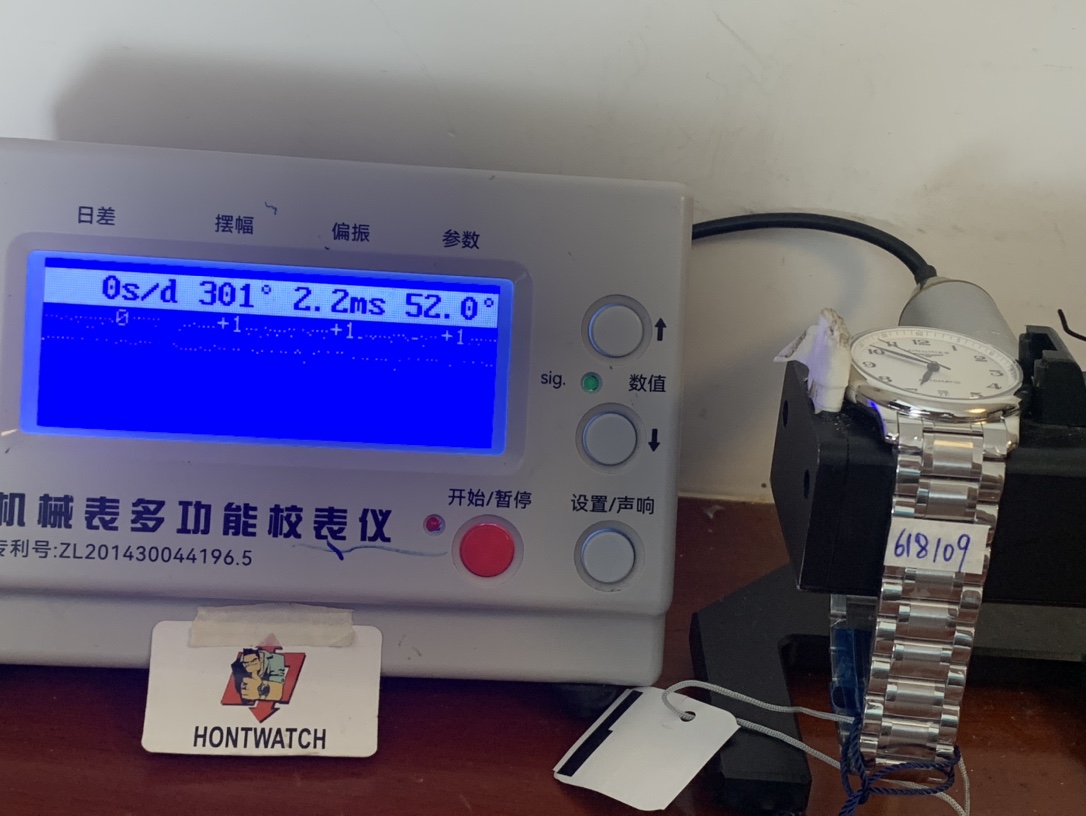 日差 摆幅 偏振 参数
0s/d 301° 2.2ms 52.0°
0 +1 +1 +1
sig. 数值
开始/暂停 设置/声响
机械表多功能校表仪
专利号:ZL201430044196.5
HONTWATCH
12
10
618109